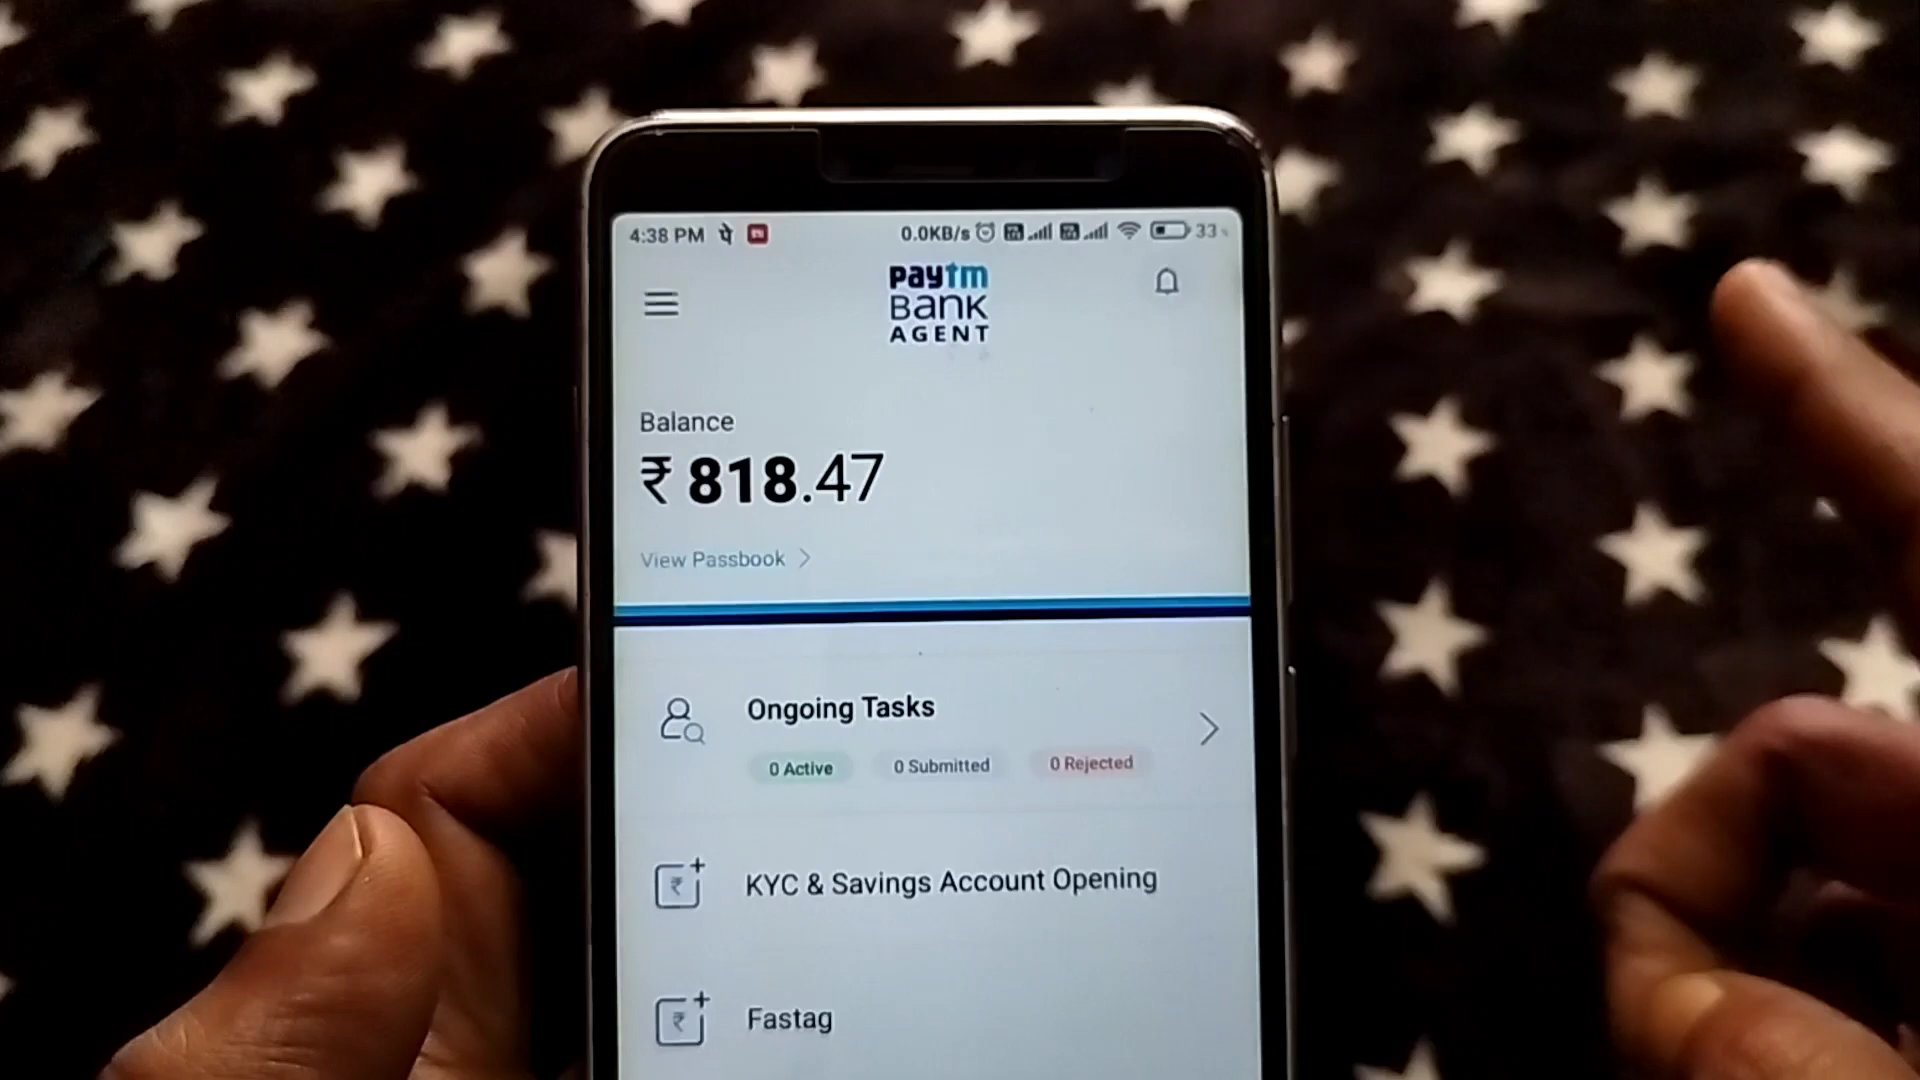 4:38 PM पे 0.0KB/s 33
paytm
Bank
AGENT
Balance
₹ 818.47
View Passbook >
Ongoing Tasks
0 Active 0 Submitted 0 Rejected
₹ KYC & Savings Account Opening
₹ Fastag